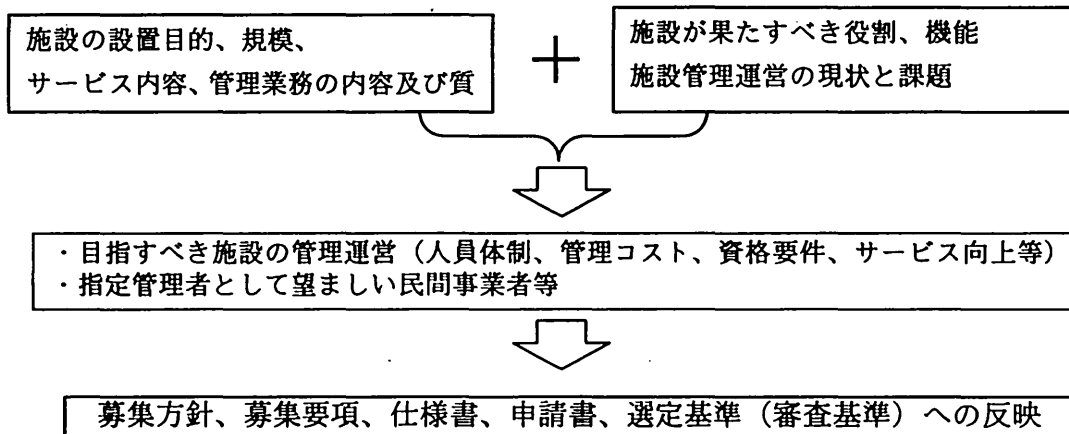 施設の設置目的、規模、
サービス内容、管理業務の内容及び質
＋
施設が果たすべき役割、機能
施設管理運営の現状と課題
・目指すべき施設の管理運営（人員体制、管理コスト、資格要件、サービス向上等）
・指定管理者として望ましい民間事業者等
募集方針、募集要項、仕様書、申請書、選定基準（審査基準）への反映